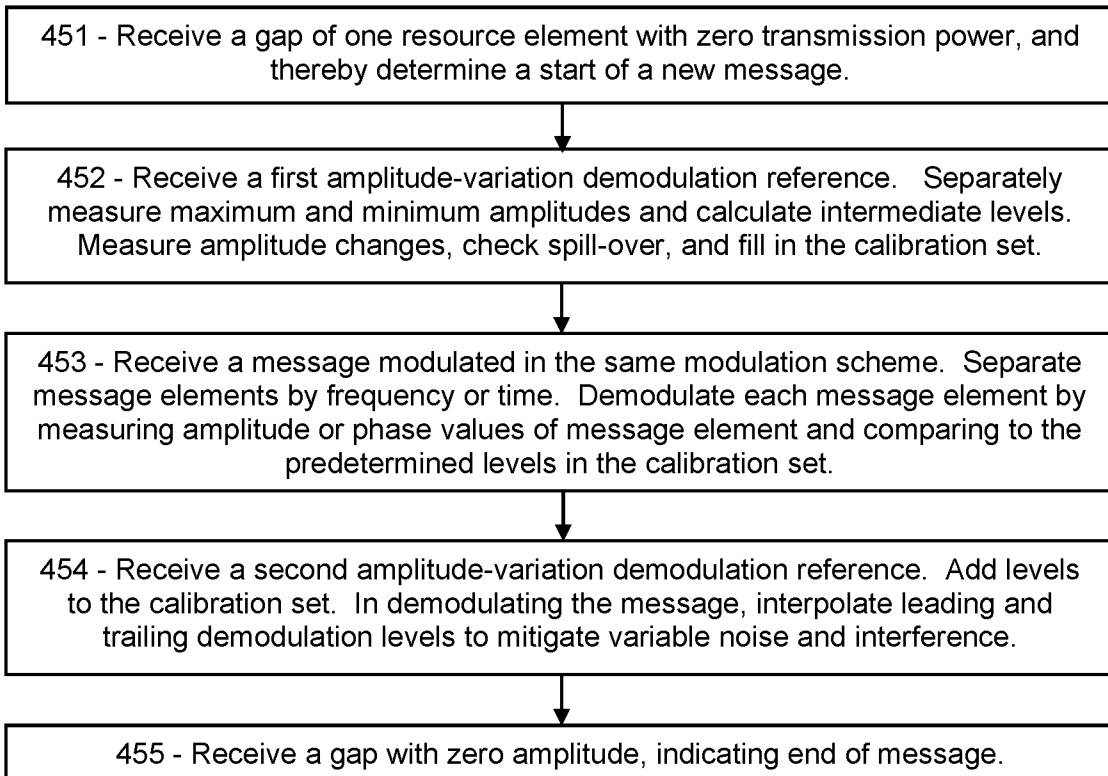 451 - Receive a gap of one resource element with zero transmission power, and
thereby determine a start of a new message.
452 - Receive a first amplitude-variation demodulation reference.   Separately
measure maximum and minimum amplitudes and calculate intermediate levels.
Measure amplitude changes, check spill-over, and fill in the calibration set.
453 - Receive a message modulated in the same modulation scheme.  Separate
message elements by frequency or time.  Demodulate each message element by
measuring amplitude or phase values of message element and comparing to the
predetermined levels in the calibration set.
454 - Receive a second amplitude-variation demodulation reference.  Add levels
to the calibration set.  In demodulating the message, interpolate leading and
trailing demodulation levels to mitigate variable noise and interference.
455 - Receive a gap with zero amplitude, indicating end of message.